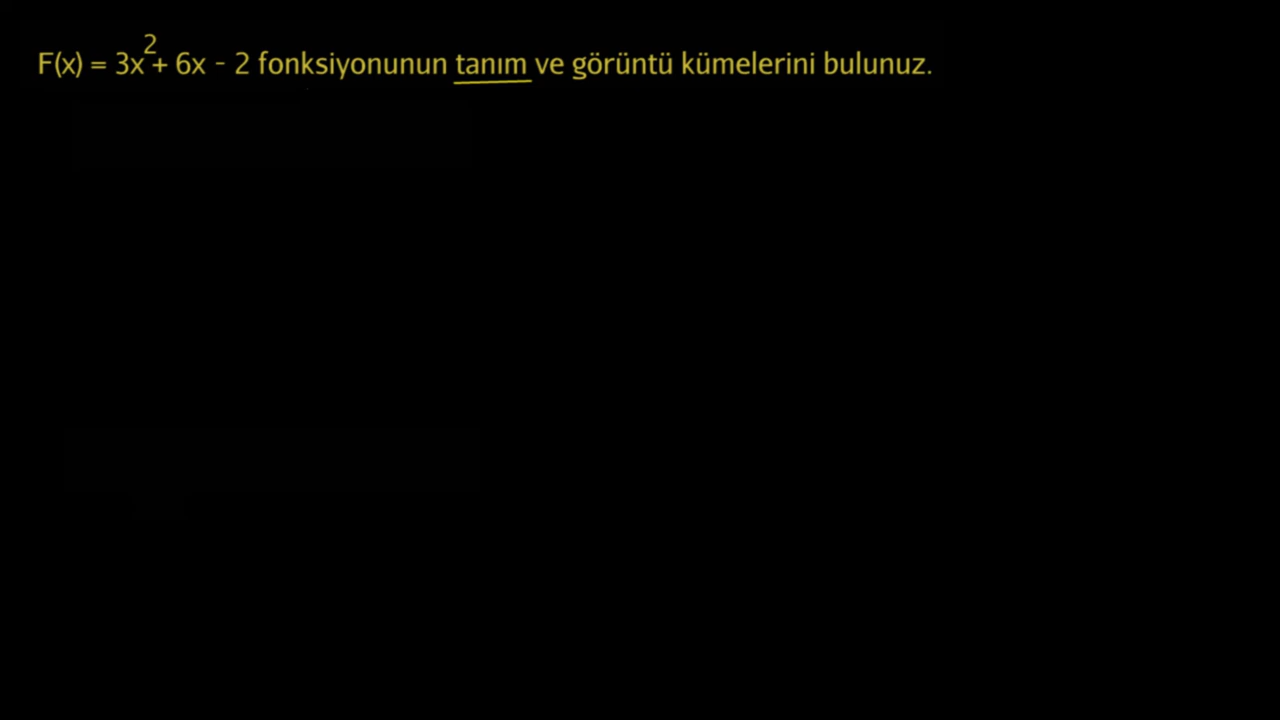 F(x) = 3x² + 6x - 2 fonksiyonunun tanım ve görüntü kümelerini bulunuz.